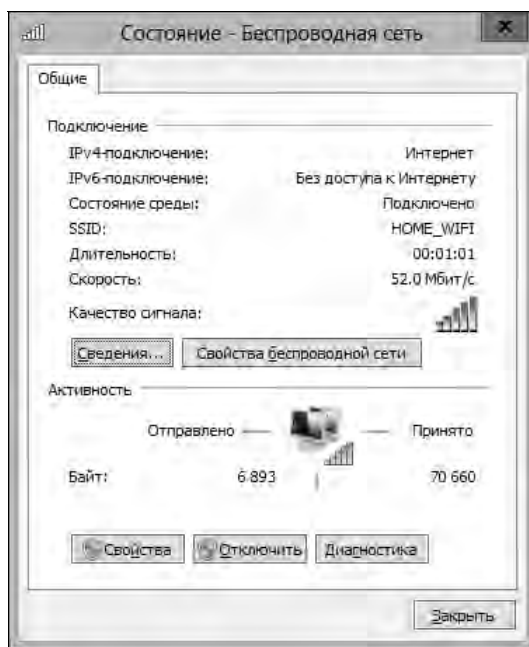 Состояние - Беспроводная сеть
Общие
Подключение
IPv4-подключение: Интернет
IPv6-подключение: Без доступа к Интернету
Состояние среды: Подключено
SSID: HOME_WIFI
Длительность: 00:01:01
Скорость: 52.0 Мбит/с
Качество сигнала:
Сведения... Свойства беспроводной сети
Активность
Отправлено — — Принято
Байт: 6 893 70 660
Свойства Отключить Диагностика
Закрыть